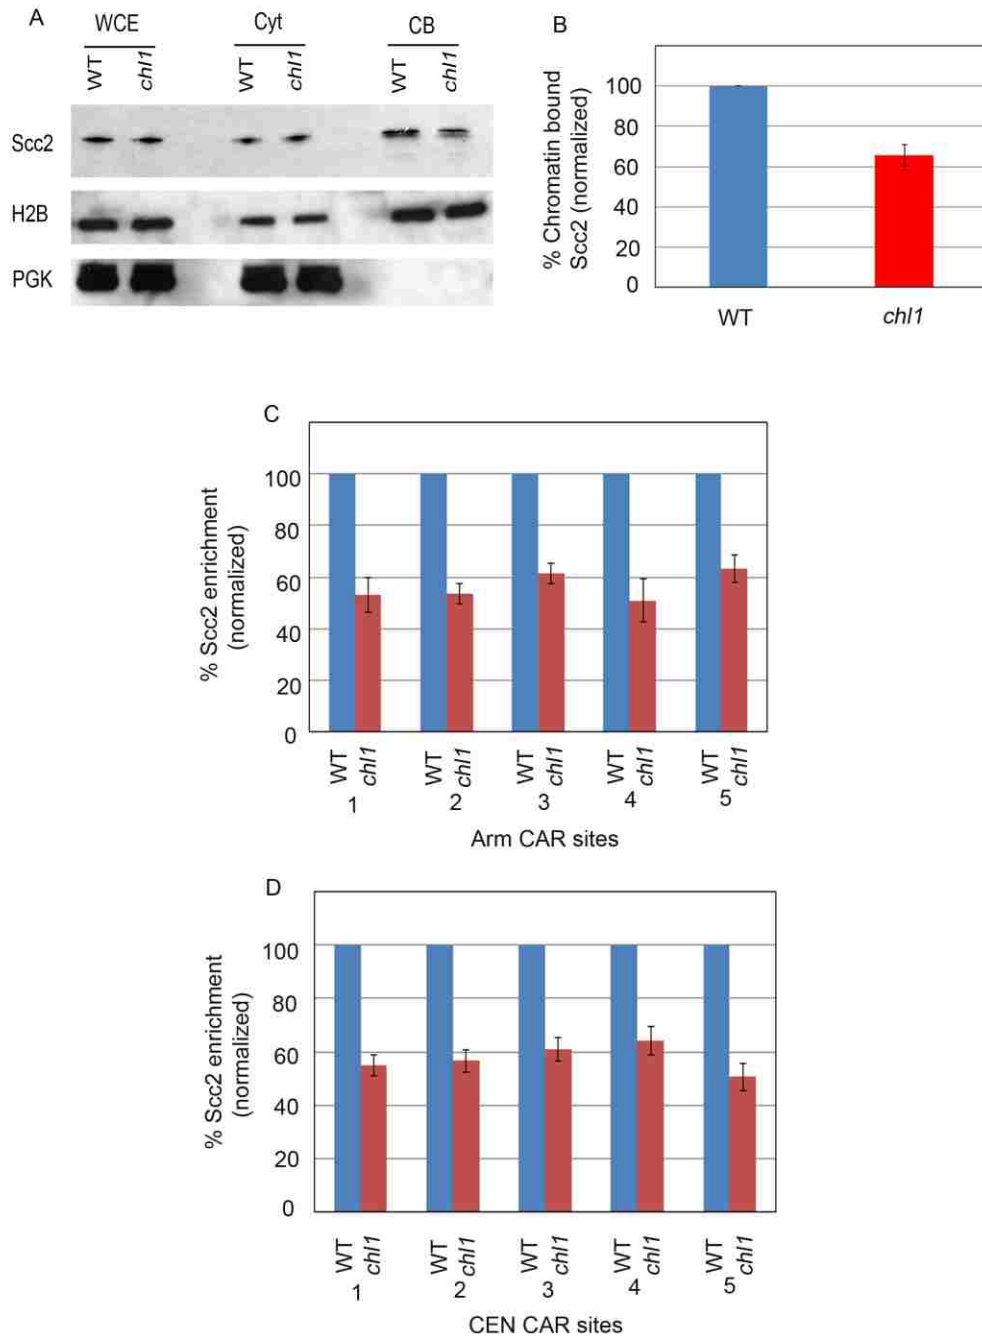 A
WCE Cyt CB
WT chl1 WT chl1 WT chl1
Scc2
H2B
PGK
B
% Chromatin bound
Scc2 (normalized)
100
80
60
40
20
0
WT chl1
C
% Scc2 enrichment
(normalized)
100
80
60
40
20
0
WT chl1 WT chl1 WT chl1 WT chl1 WT chl1
1 2 3 4 5
Arm CAR sites
D
% Scc2 enrichment
(normalized)
100
80
60
40
20
0
WT chl1 WT chl1 WT chl1 WT chl1 WT chl1
1 2 3 4 5
CEN CAR sites